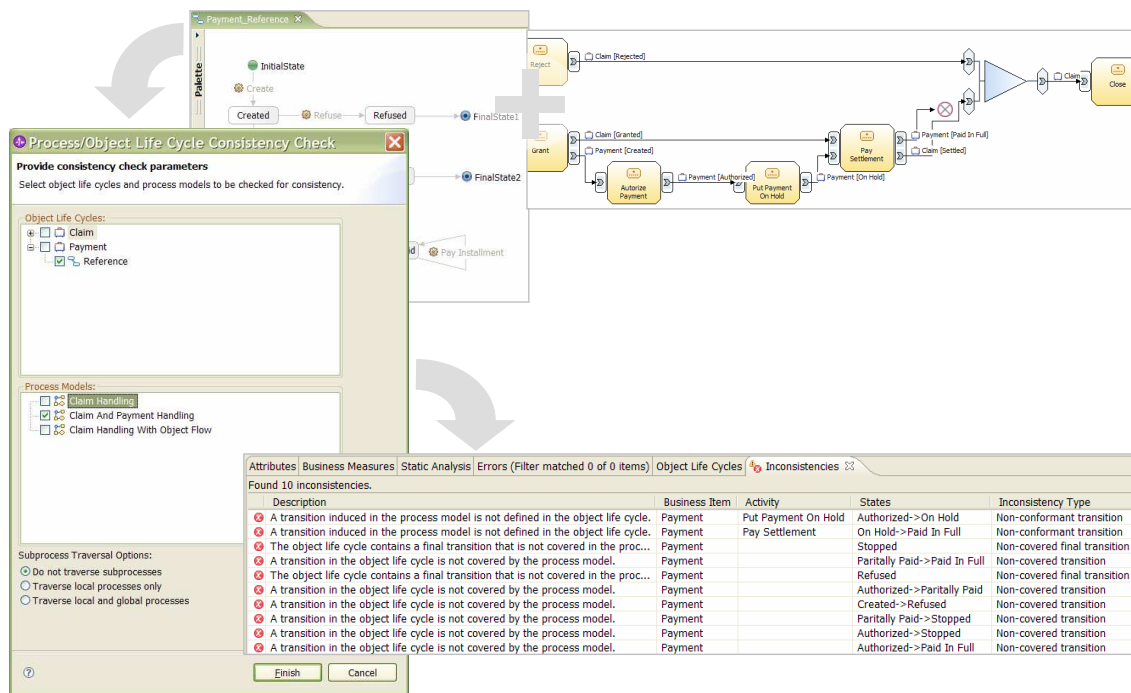 Payment_Reference
Palette
InitialState
Create
Created
Refuse
Refused
FinalState1
FinalState2
Pay Installment
Reject
Claim [Rejected]
Claim
Close
Grant
Claim [Granted]
Payment [Created]
Autorize
Payment
Payment [Authorized]
Put Payment
On Hold
Payment [On Hold]
Pay
Settlement
Payment [Paid In Full]
Claim [Settled]
Process/Object Life Cycle Consistency Check
Provide consistency check parameters
Select object life cycles and process models to be checked for consistency.
Object Life Cycles:
Claim
Payment
Reference
Process Models:
Claim Handling
Claim And Payment Handling
Claim Handling With Object Flow
Subprocess Traversal Options:
Do not traverse subprocesses
Traverse local processes only
Traverse local and global processes
Finish
Cancel
Attributes Business Measures Static Analysis Errors (Filter matched 0 of 0 items) Object Life Cycles Inconsistencies
Found 10 inconsistencies.
Description Business Item Activity States Inconsistency Type
A transition induced in the process model is not defined in the object life cycle. Payment Put Payment On Hold Authorized->On Hold Non-conformant transition
A transition induced in the process model is not defined in the object life cycle. Payment Pay Settlement On Hold->Paid In Full Non-conformant transition
The object life cycle contains a final transition that is not covered in the proc... Payment Stopped Non-covered final transition
A transition in the object life cycle is not covered by the process model. Payment Paritally Paid->Paid In Full Non-covered transition
The object life cycle contains a final transition that is not covered in the proc... Payment Refused Non-covered final transition
A transition in the object life cycle is not covered by the process model. Payment Authorized->Paritally Paid Non-covered transition
A transition in the object life cycle is not covered by the process model. Payment Created->Refused Non-covered transition
A transition in the object life cycle is not covered by the process model. Payment Paritally Paid->Stopped Non-covered transition
A transition in the object life cycle is not covered by the process model. Payment Authorized->Stopped Non-covered transition
A transition in the object life cycle is not covered by the process model. Payment Authorized->Paid In Full Non-covered transition